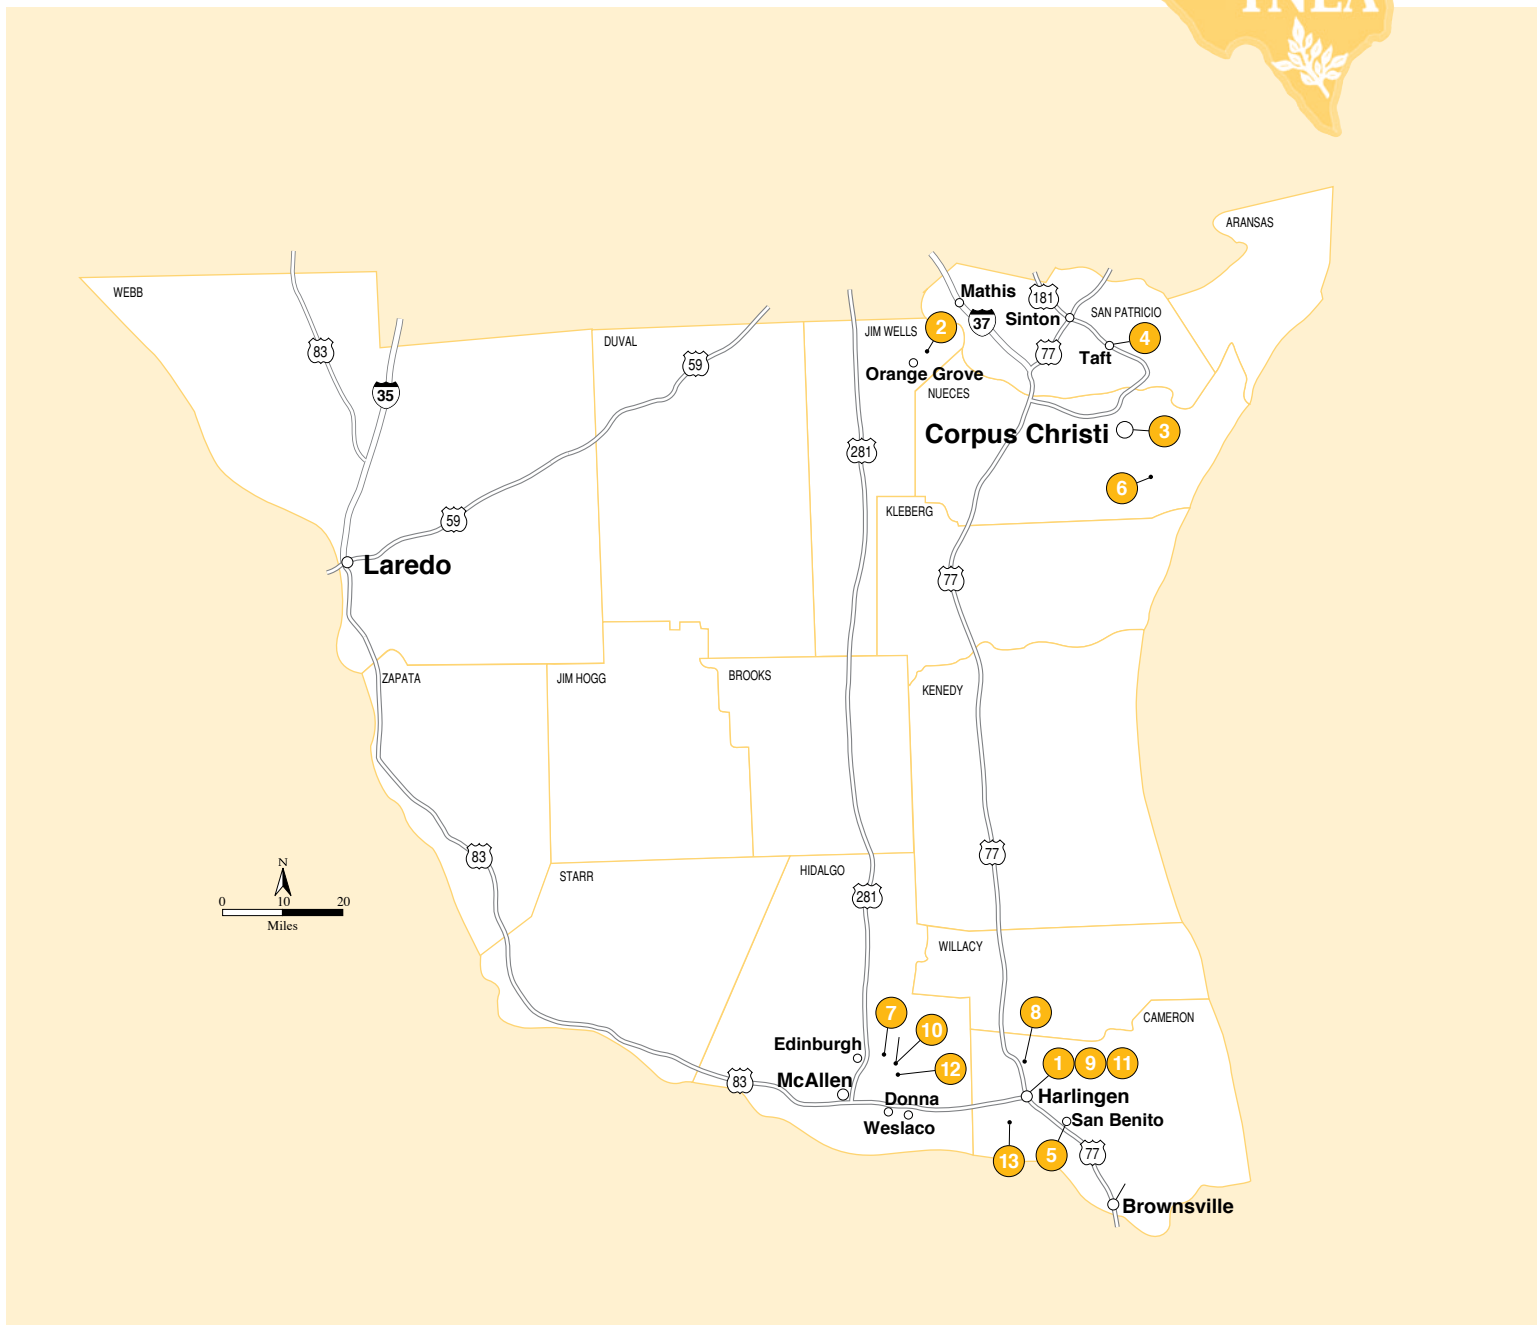 TNLA
ARANSAS
WEBB
Mathis
181
SAN PATRICIO
Sinton
37
2
JIM WELLS
4
DUVAL
83
77
Taft
59
Orange Grove
35
NUECES
Corpus Christi
3
281
6
KLEBERG
59
Laredo
77
ZAPATA
JIM HOGG
BROOKS
KENEDY
83
77
N
0 10 20
Miles
STARR
HIDALGO
281
WILLACY
7
8
CAMERON
10
Edinburgh
1 9 11
12
83
McAllen
Donna
Harlingen
Weslaco
San Benito
13
5
77
Brownsville